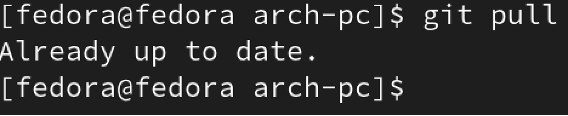 [fedora@fedora arch-pc]$ git pull
Already up to date.
[fedora@fedora arch-pc]$